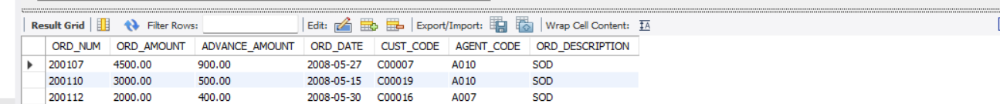 Result Grid Filter Rows: Edit: Export/Import: Wrap Cell Content: IA
ORD_NUM ORD_AMOUNT ADVANCE_AMOUNT ORD_DATE CUST_CODE AGENT_CODE ORD_DESCRIPTION
200107 4500.00 900.00 2008-05-27 C00007 A010 SOD
200110 3000.00 500.00 2008-05-15 C00019 A010 SOD
200112 2000.00 400.00 2008-05-30 C00016 A007 SOD